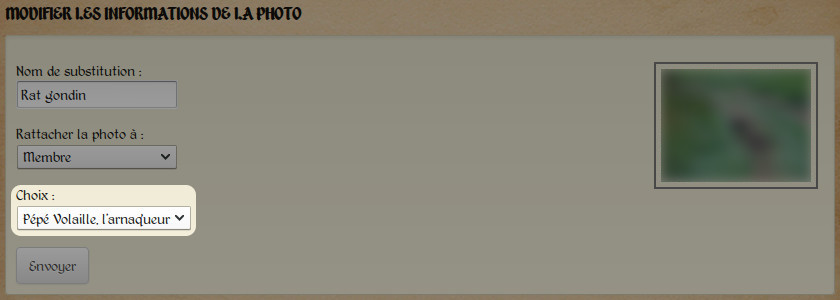 MODIFIER LES INFORMATIONS DE LA PHOTO
Nom de substitution :
Rat gondin
Rattacher la photo à :
Membre
Choix :
Pépé Volaille, l'arnaqueur
Envoyer